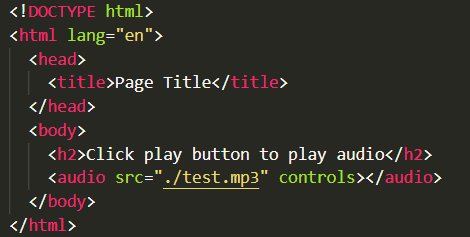 <!DOCTYPE html>
<html lang="en">
<head>
<title>Page Title</title>
</head>
<body>
<h2>Click play button to play audio</h2>
<audio src="./test.mp3" controls></audio>
</body>
</html>